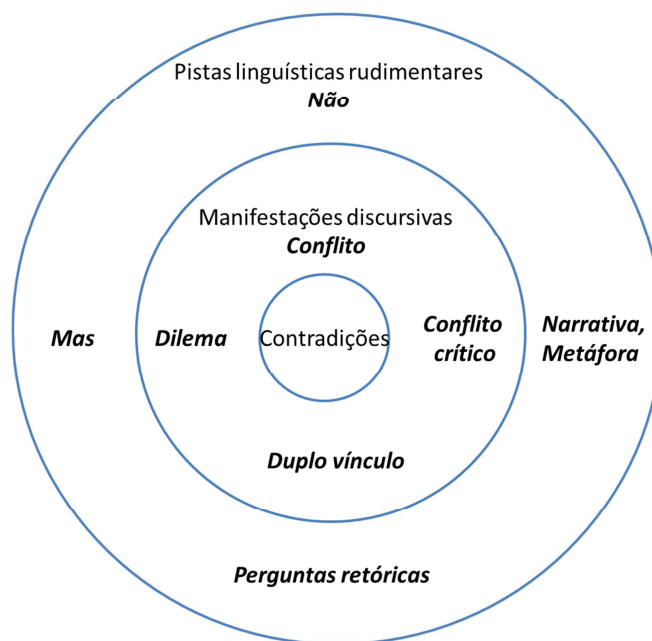 Pistas linguísticas rudimentares
Não
Manifestações discursivas
Conflito
Mas
Dilema
Contradições
Conflito
crítico
Narrativa,
Metáfora
Duplo vínculo
Perguntas retóricas